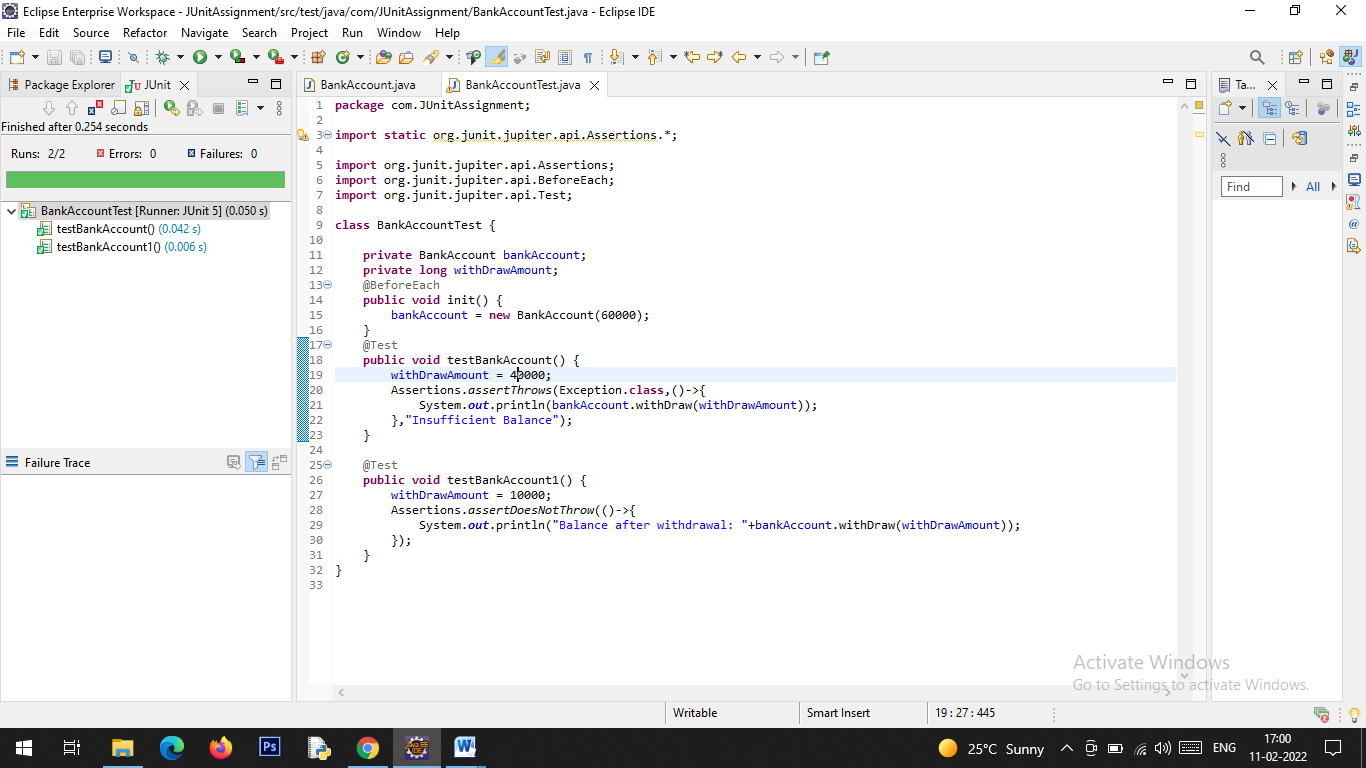 Eclipse Enterprise Workspace - JUnitAssignment/src/test/java/com/JUnitAssignment/BankAccountTest.java - Eclipse IDE
File Edit Source Refactor Navigate Search Project Run Window Help
Package Explorer JUnit
Finished after 0.254 seconds
Runs: 2/2 Errors: 0 Failures: 0
BankAccountTest [Runner: JUnit 5] (0.050 s)
testBankAccount() (0.042 s)
testBankAccount1() (0.006 s)
Failure Trace
BankAccount.java BankAccountTest.java
1 package com.JUnitAssignment;
2
3 import static org.junit.jupiter.api.Assertions.*;
4
5 import org.junit.jupiter.api.Assertions;
6 import org.junit.jupiter.api.BeforeEach;
7 import org.junit.jupiter.api.Test;
8
9 class BankAccountTest {
10
11 private BankAccount bankAccount;
12 private long withDrawAmount;
13 @BeforeEach
14 public void init() {
15 bankAccount = new BankAccount(60000);
16 }
17 @Test
18 public void testBankAccount() {
19 withDrawAmount = 40000;
20 Assertions.assertThrows(Exception.class,()->{
21 System.out.println(bankAccount.withDraw(withDrawAmount));
22 },"Insufficient Balance");
23 }
24
25 @Test
26 public void testBankAccount1() {
27 withDrawAmount = 10000;
28 Assertions.assertDoesNotThrow(()->{
29 System.out.println("Balance after withdrawal: "+bankAccount.withDraw(withDrawAmount));
30 });
31 }
32 }
33
Ta...
Find All
Activate Windows
Go to Settings to activate Windows.
Writable Smart Insert 19 : 27 : 445
Ps W 25°C Sunny ENG 17:00
11-02-2022